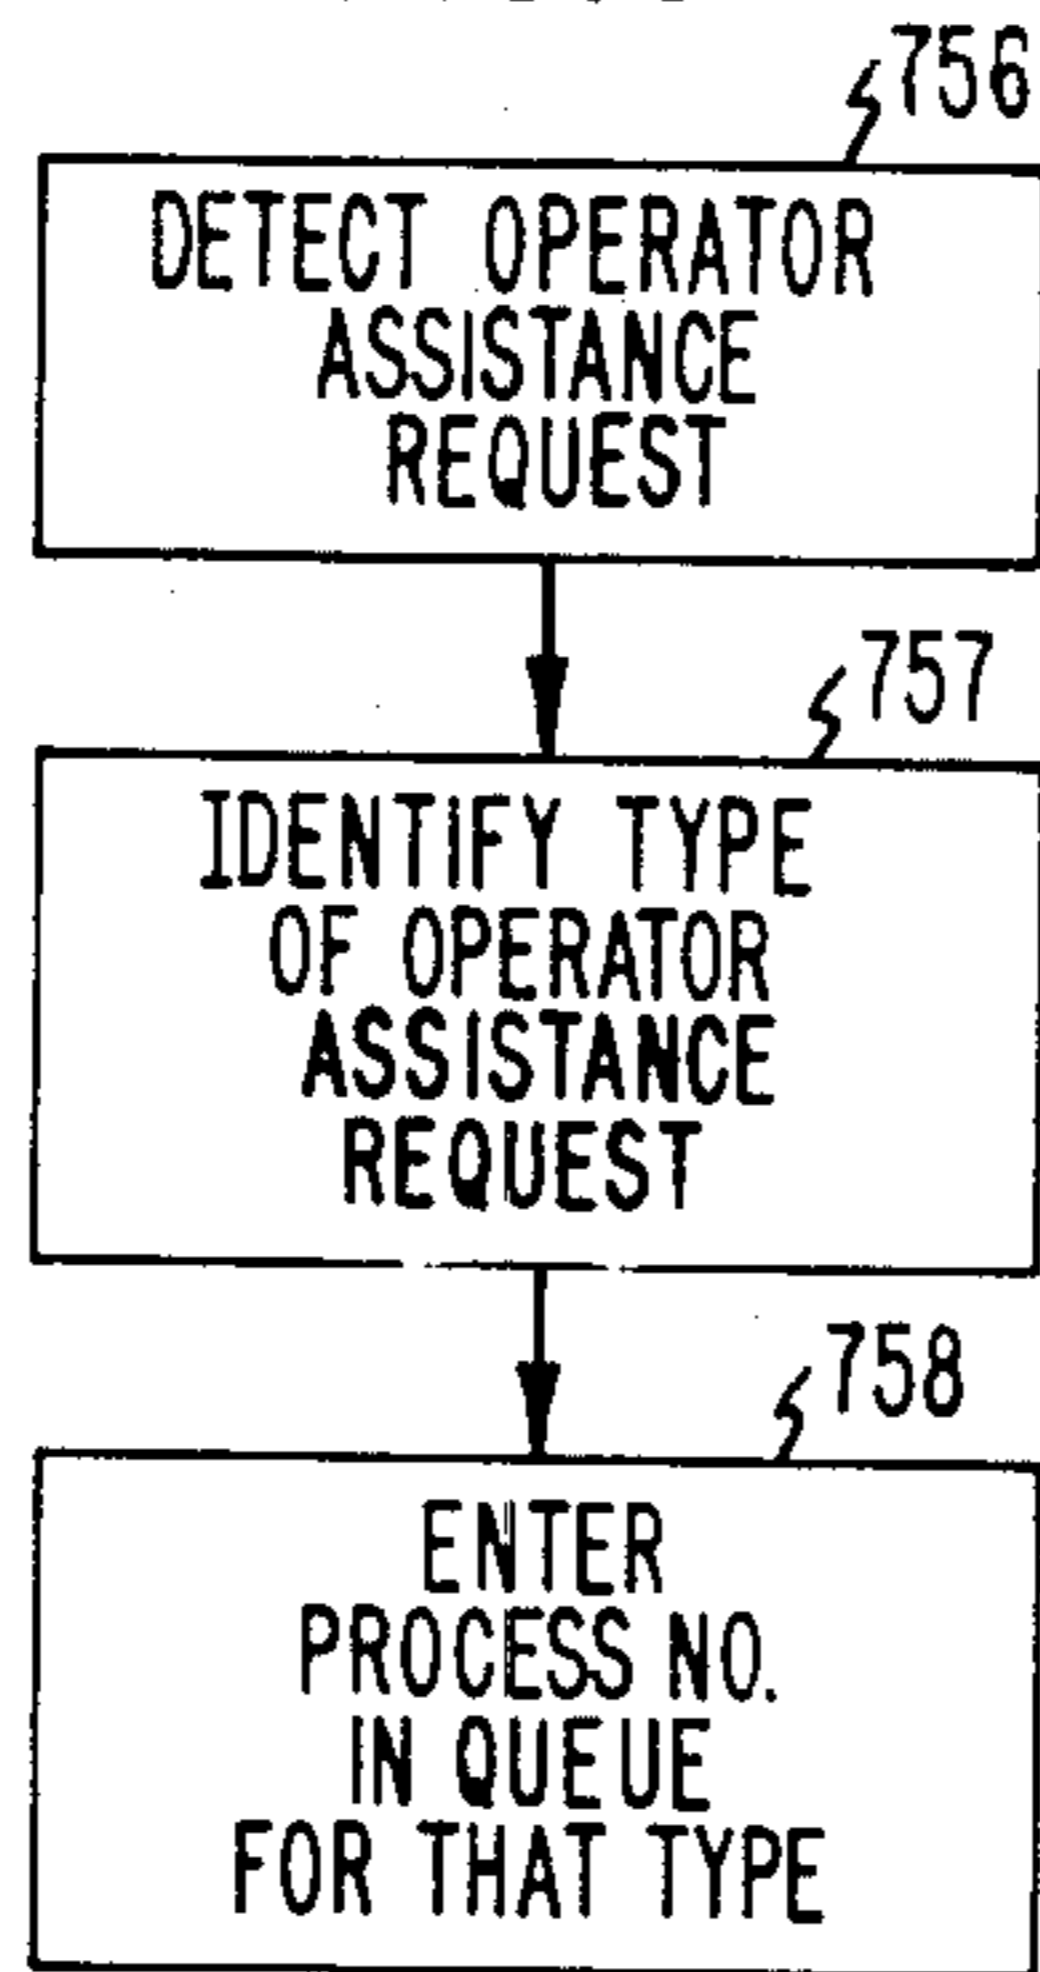 756
DETECT OPERATOR
ASSISTANCE
REQUEST
757
IDENTIFY TYPE
OF OPERATOR
ASSISTANCE
REQUEST
758
ENTER
PROCESS NO.
IN QUEUE
FOR THAT TYPE